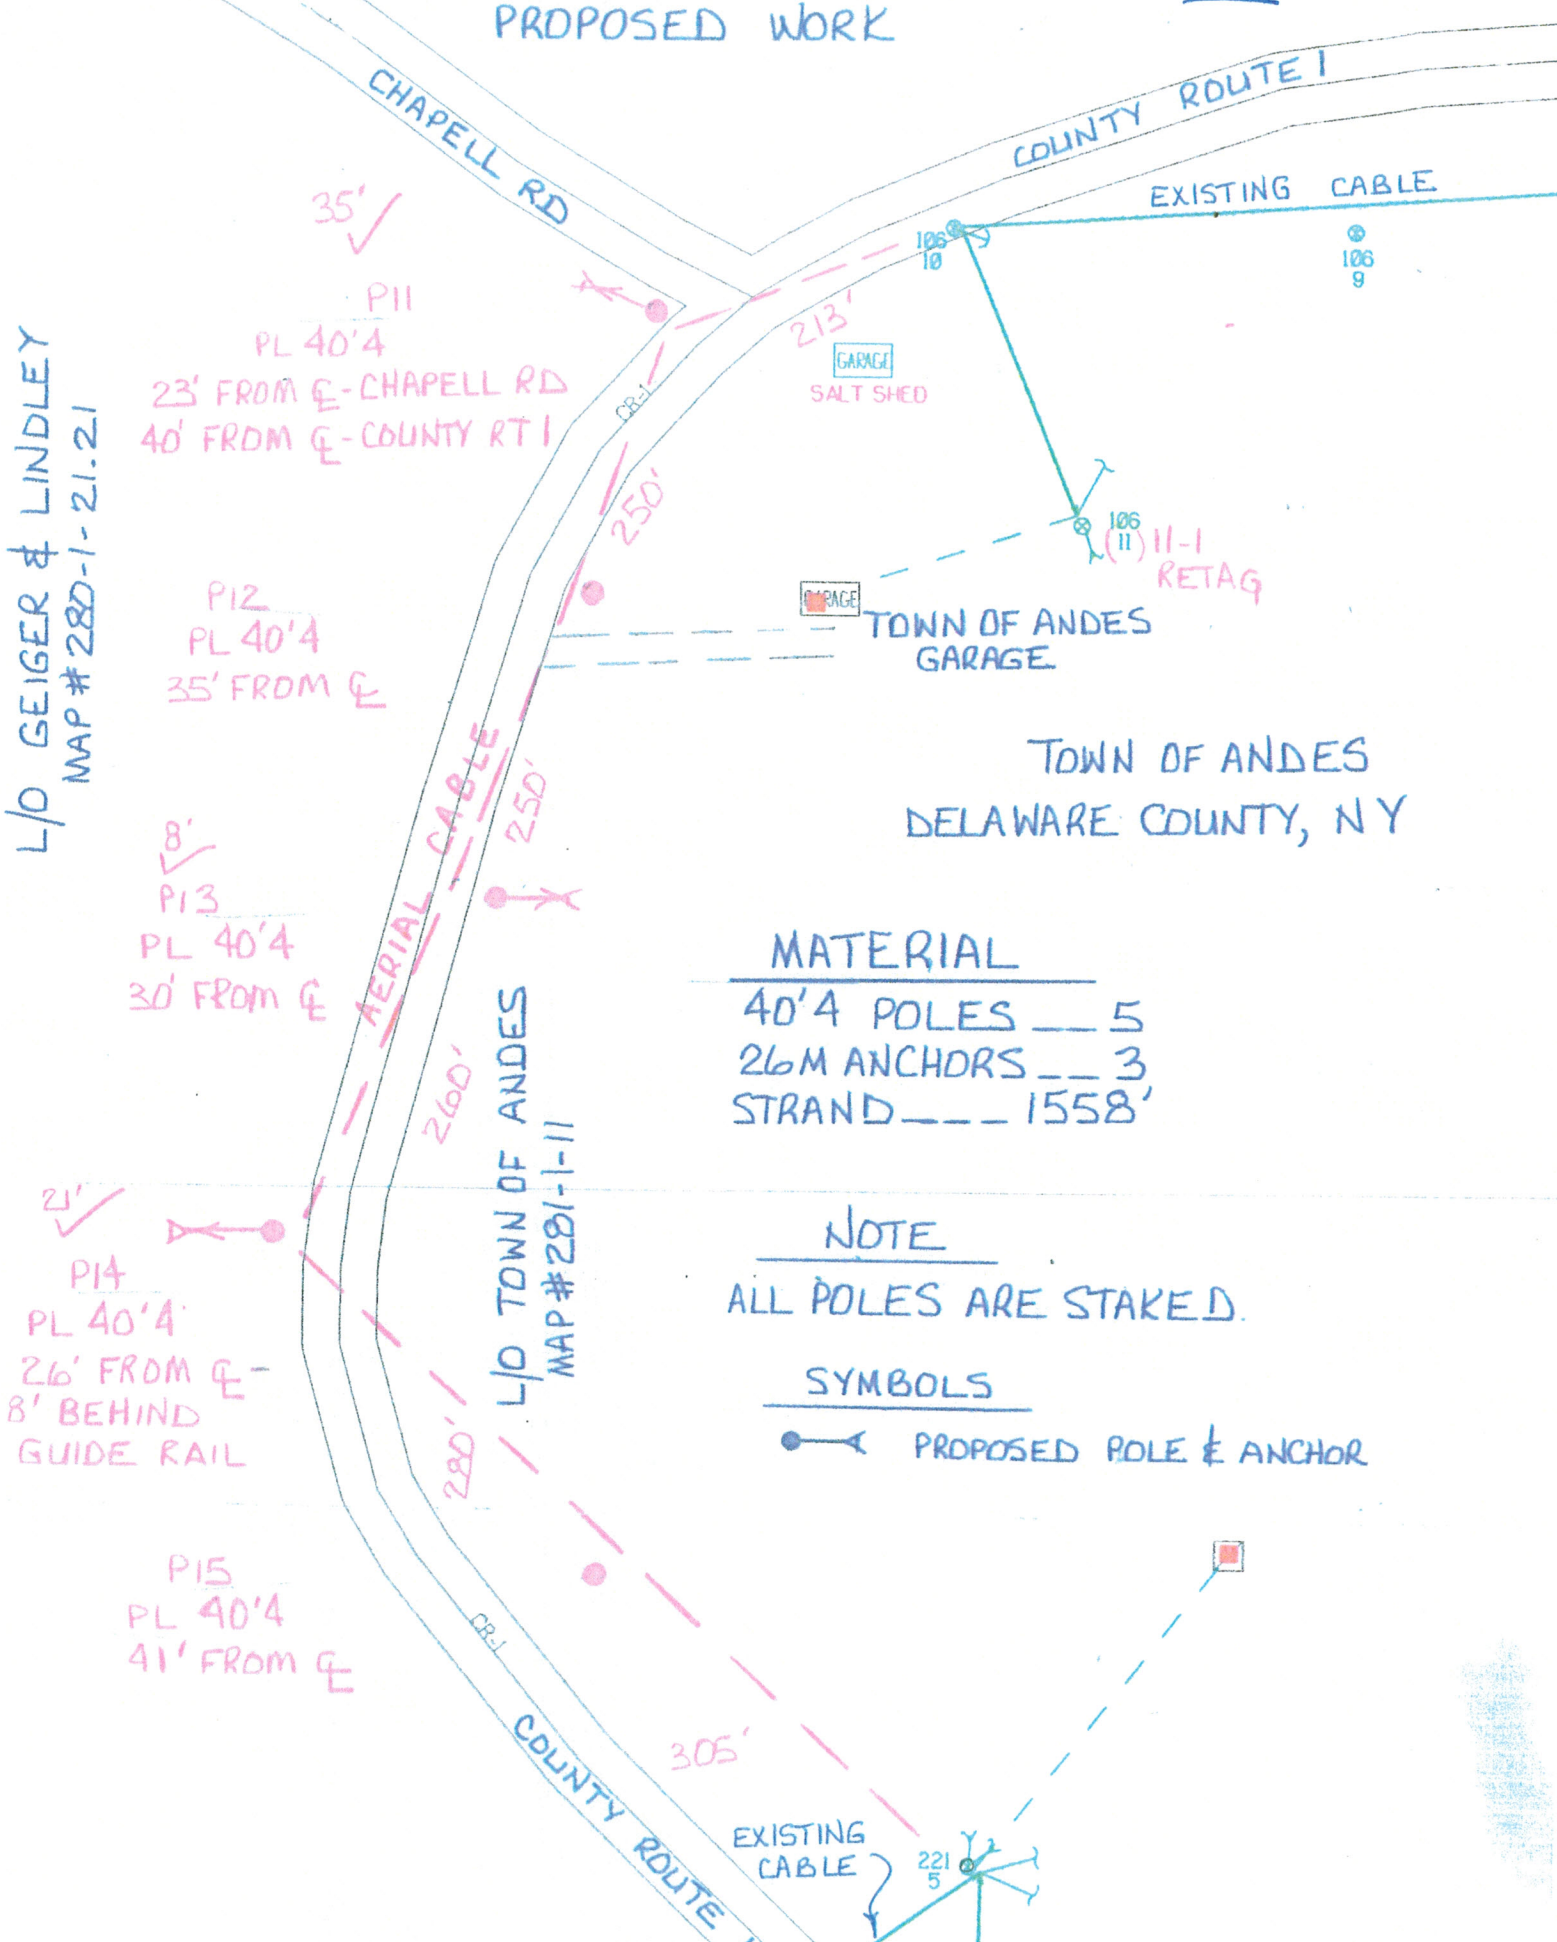 PROPOSED WORK
CHAPELL RD
COUNTY ROUTE 1
EXISTING CABLE
106
10
106
9
35'
P11
PL 40'4
23' FROM ℄-CHAPELL RD
40' FROM ℄-COUNTY RT 1
213'
GARAGE
SALT SHED
CR-1
L/O GEIGER & LINDLEY
MAP # 280-1-21.21
250'
106
(11) 11-1
RETAG
P12
PL 40'4
35' FROM ℄
GARAGE
TOWN OF ANDES
GARAGE
TOWN OF ANDES
DELAWARE COUNTY, NY
AERIAL CABLE
250'
8'
P13
PL 40'4
30' FROM ℄
MATERIAL
40'4 POLES __ 5
26M ANCHORS __ 3
STRAND ___ 1558'
260'
L/O TOWN OF ANDES
MAP # 281-1-11
21'
P14
PL 40'4
26' FROM ℄-
8' BEHIND
GUIDE RAIL
NOTE
ALL POLES ARE STAKED.
SYMBOLS
PROPOSED POLE & ANCHOR
280'
P15
PL 40'4
41' FROM ℄
CR-1
305'
COUNTY ROUTE
EXISTING
CABLE
221
5